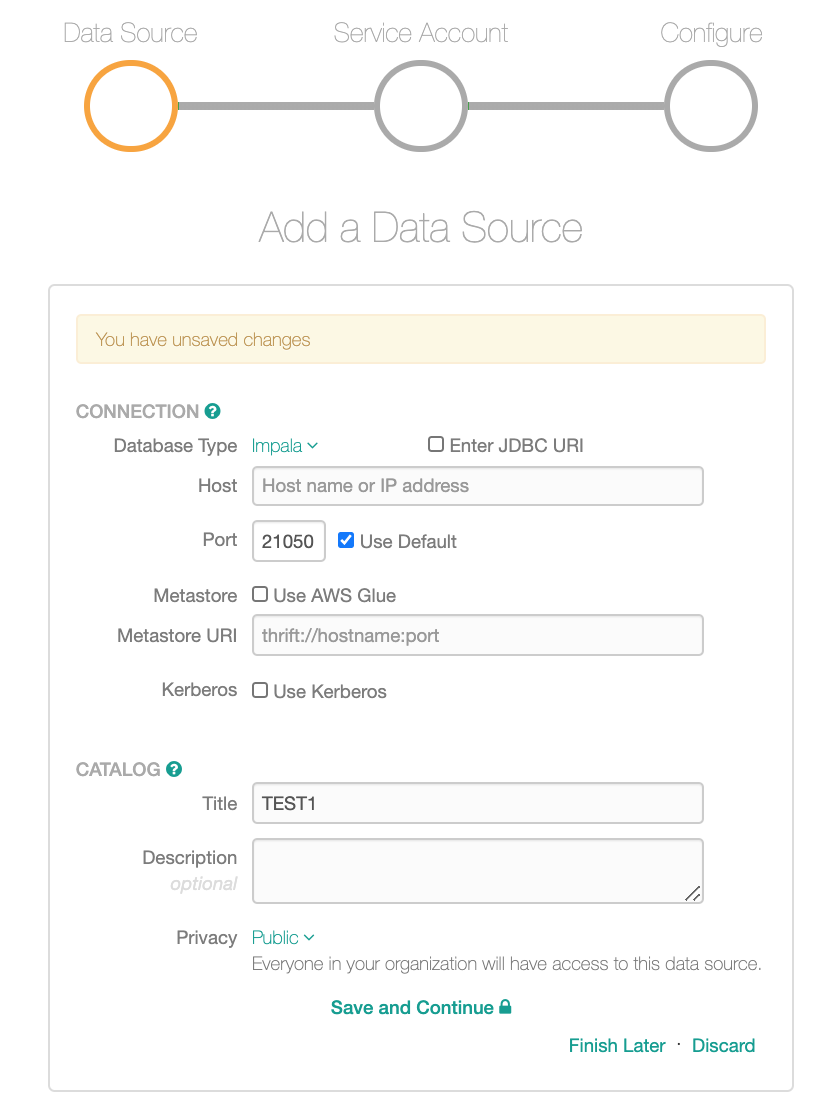 Data Source Service Account Configure
Add a Data Source
You have unsaved changes
CONNECTION ?
Database Type Impala Enter JDBC URI
Host Host name or IP address
Port 21050 Use Default
Metastore Use AWS Glue
Metastore URI thrift://hostname:port
Kerberos Use Kerberos
CATALOG ?
Title TEST1
Description
optional
Privacy Public
Everyone in your organization will have access to this data source.
Save and Continue
Finish Later · Discard